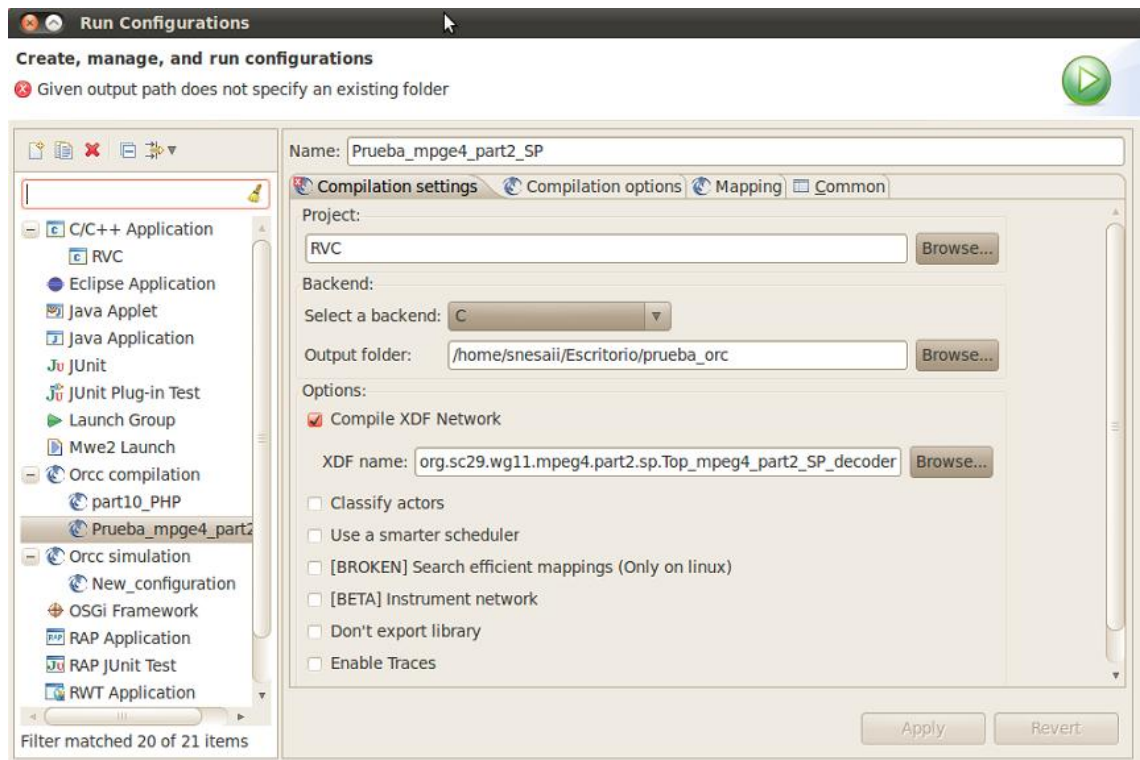 Run Configurations
Create, manage, and run configurations
Given output path does not specify an existing folder
C/C++ Application
RVC
Eclipse Application
Java Applet
Java Application
JUnit
JUnit Plug-in Test
Launch Group
Mwe2 Launch
Orcc compilation
part10_PHP
Prueba_mpge4_part2
Orcc simulation
New_configuration
OSGi Framework
RAP Application
RAP JUnit Test
RWT Application
Filter matched 20 of 21 items
Name: Prueba_mpge4_part2_SP
Compilation settings Compilation options Mapping Common
Project:
RVC Browse...
Backend:
Select a backend: C
Output folder: /home/snesaii/Escritorio/prueba_orc Browse...
Options:
Compile XDF Network
XDF name: org.sc29.wg11.mpeg4.part2.sp.Top_mpeg4_part2_SP_decoder Browse...
Classify actors
Use a smarter scheduler
[BROKEN] Search efficient mappings (Only on linux)
[BETA] Instrument network
Don't export library
Enable Traces
Apply Revert